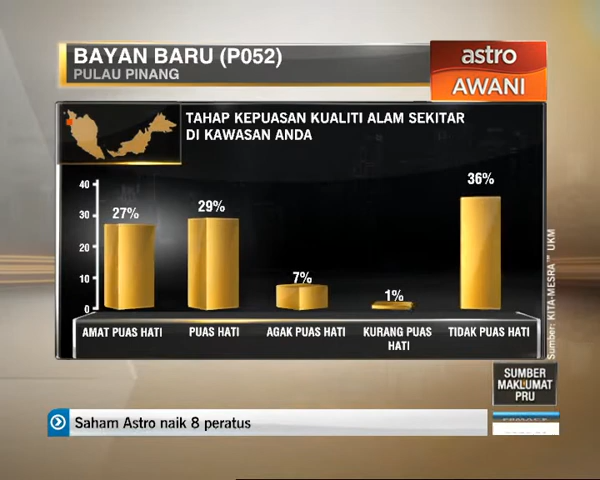 BAYAN BARU (P052)
PULAU PINANG
astro
AWANI
TAHAP KEPUASAN KUALITI ALAM SEKITAR
DI KAWASAN ANDA
40
30
20
10
0
27%
29%
7%
1%
36%
AMAT PUAS HATI
PUAS HATI
AGAK PUAS HATI
KURANG PUAS
HATI
TIDAK PUAS HATI
Sumber: KITA-MESRA™ UKM
SUMBER
MAKLUMAT
PRU
Saham Astro naik 8 peratus